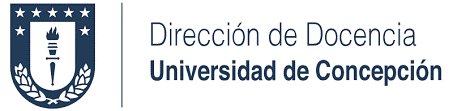 Dirección de Docencia
Universidad de Concepción